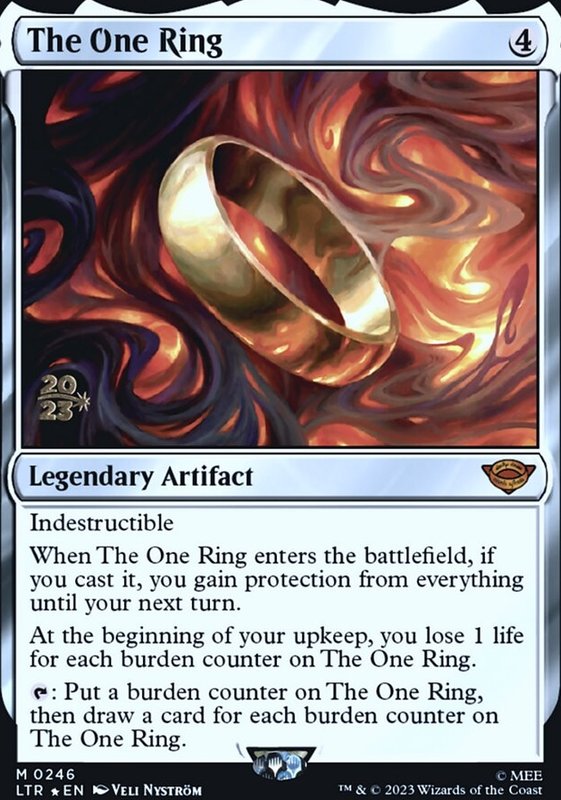 The One Ring 4
20
23
Legendary Artifact
Indestructible
When The One Ring enters the battlefield, if
you cast it, you gain protection from everything
until your next turn.
At the beginning of your upkeep, you lose 1 life
for each burden counter on The One Ring.
: Put a burden counter on The One Ring,
then draw a card for each burden counter on
The One Ring.
M 0246
LTR ★ EN VELI NYSTRÖM
© MEE
™ & © 2023 Wizards of the Coast